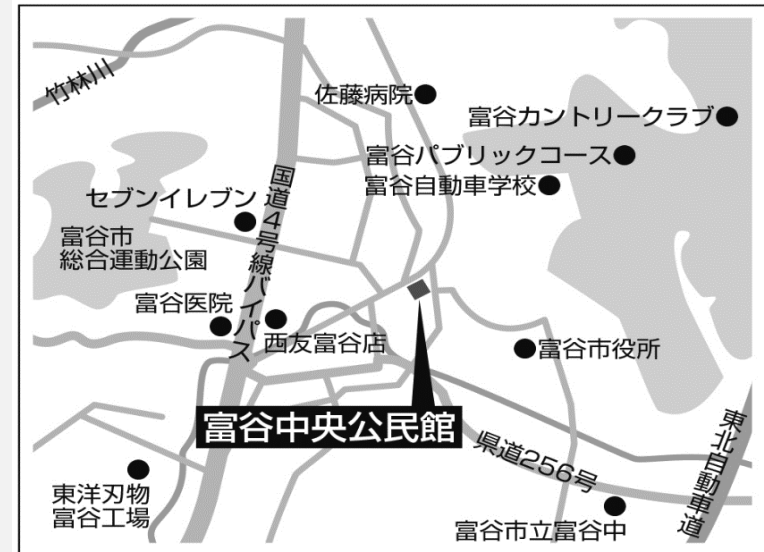 竹林川
佐藤病院
富谷カントリークラブ
富谷パブリックコース
富谷自動車学校
国道4号線バイパス
セブンイレブン
富谷市
総合運動公園
富谷医院
西友富谷店
富谷市役所
富谷中央公民館
県道256号
東北自動車道
東洋刃物
富谷工場
富谷市立富谷中